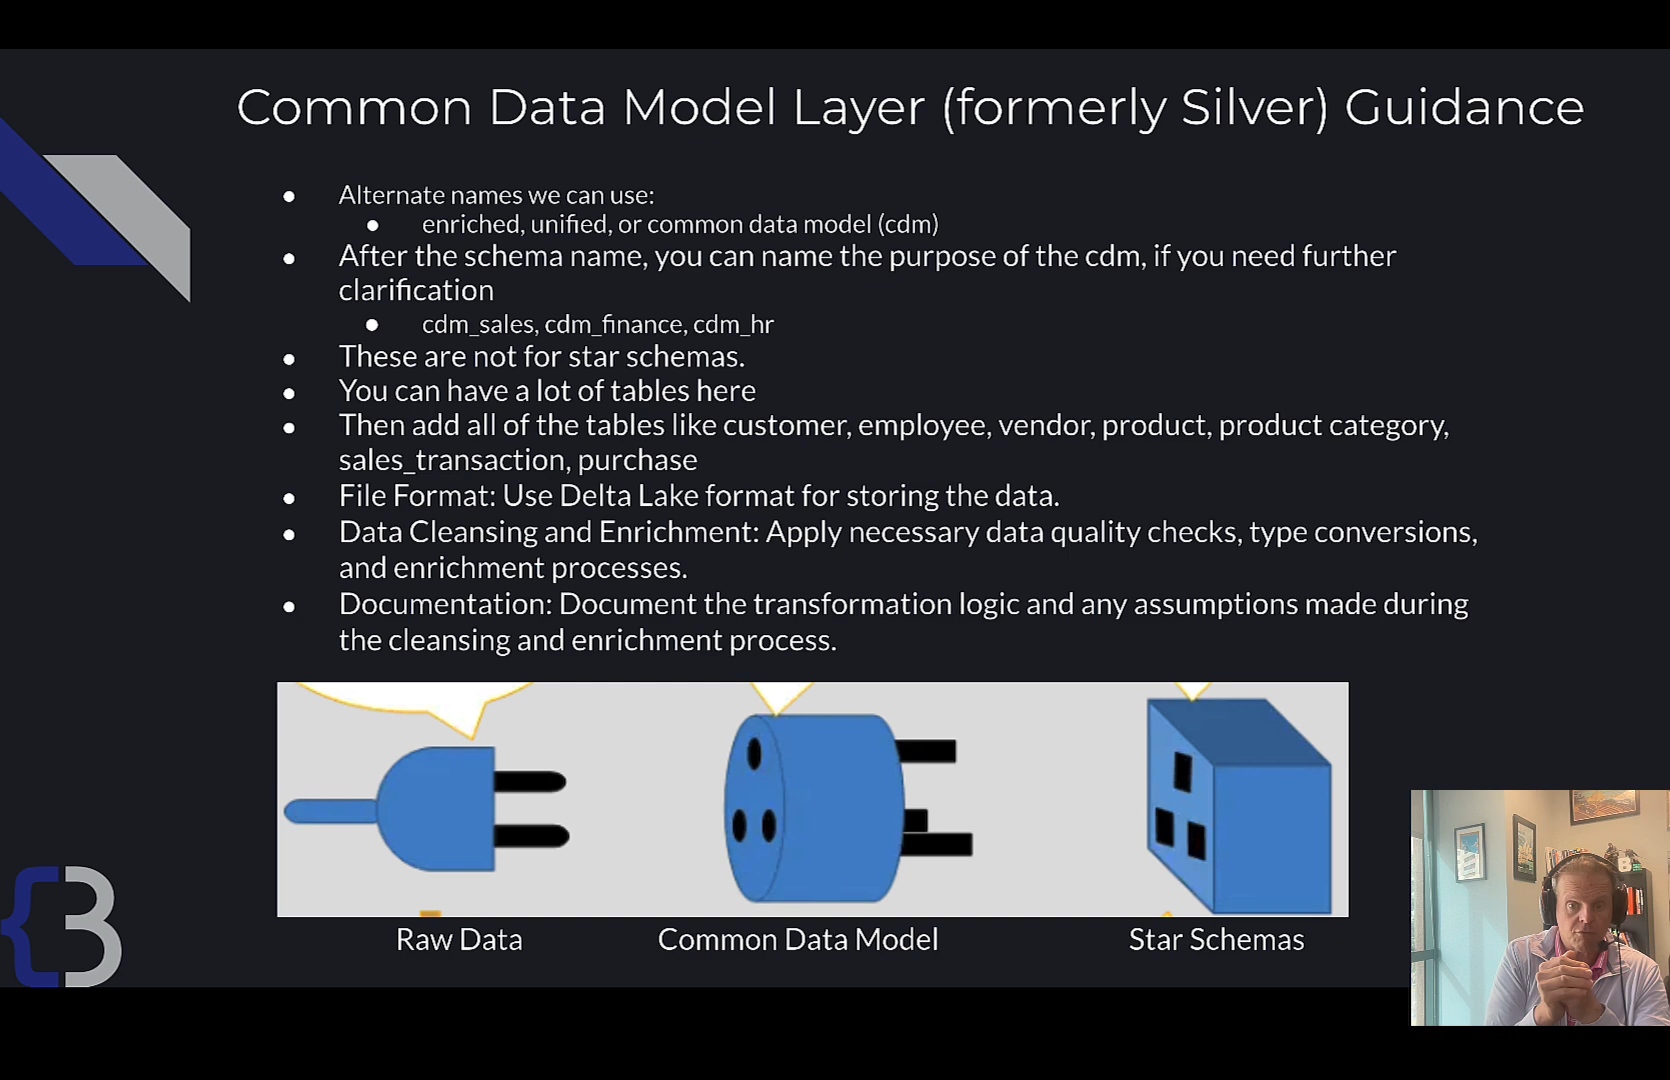 Common Data Model Layer (formerly Silver) Guidance
Alternate names we can use:
enriched, unified, or common data model (cdm)
After the schema name, you can name the purpose of the cdm, if you need further
clarification
cdm_sales, cdm_finance, cdm_hr
These are not for star schemas.
You can have a lot of tables here
Then add all of the tables like customer, employee, vendor, product, product category,
sales_transaction, purchase
File Format: Use Delta Lake format for storing the data.
Data Cleansing and Enrichment: Apply necessary data quality checks, type conversions,
and enrichment processes.
Documentation: Document the transformation logic and any assumptions made during
the cleansing and enrichment process.
Raw Data
Common Data Model
Star Schemas